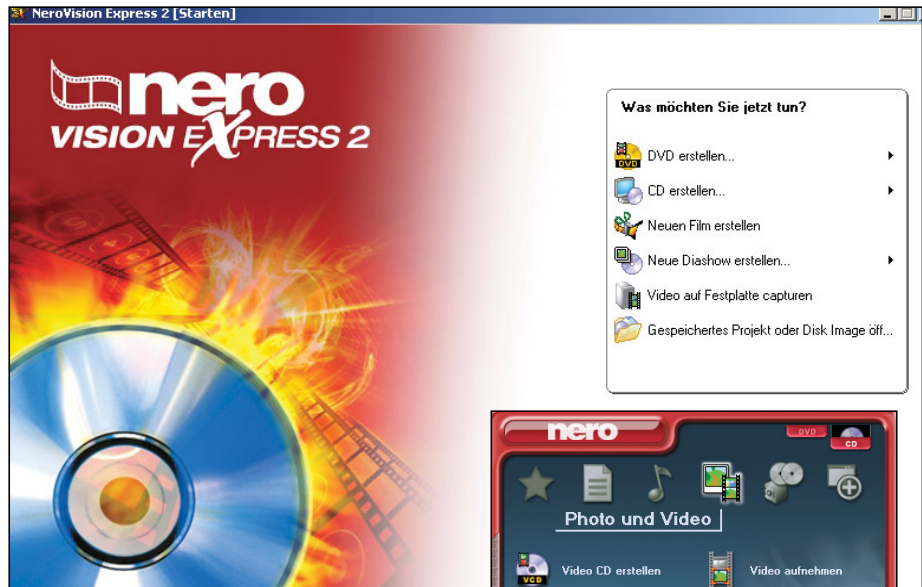 NeroVision Express 2 [Starten]
nero
VISION EXPRESS 2
Was möchten Sie jetzt tun?
DVD erstellen...
CD erstellen...
Neuen Film erstellen
Neue Diashow erstellen...
Video auf Festplatte capturen
Gespeichertes Projekt oder Disk Image öff...
nero
DVD
CD
Photo und Video
Video CD erstellen
Video aufnehmen